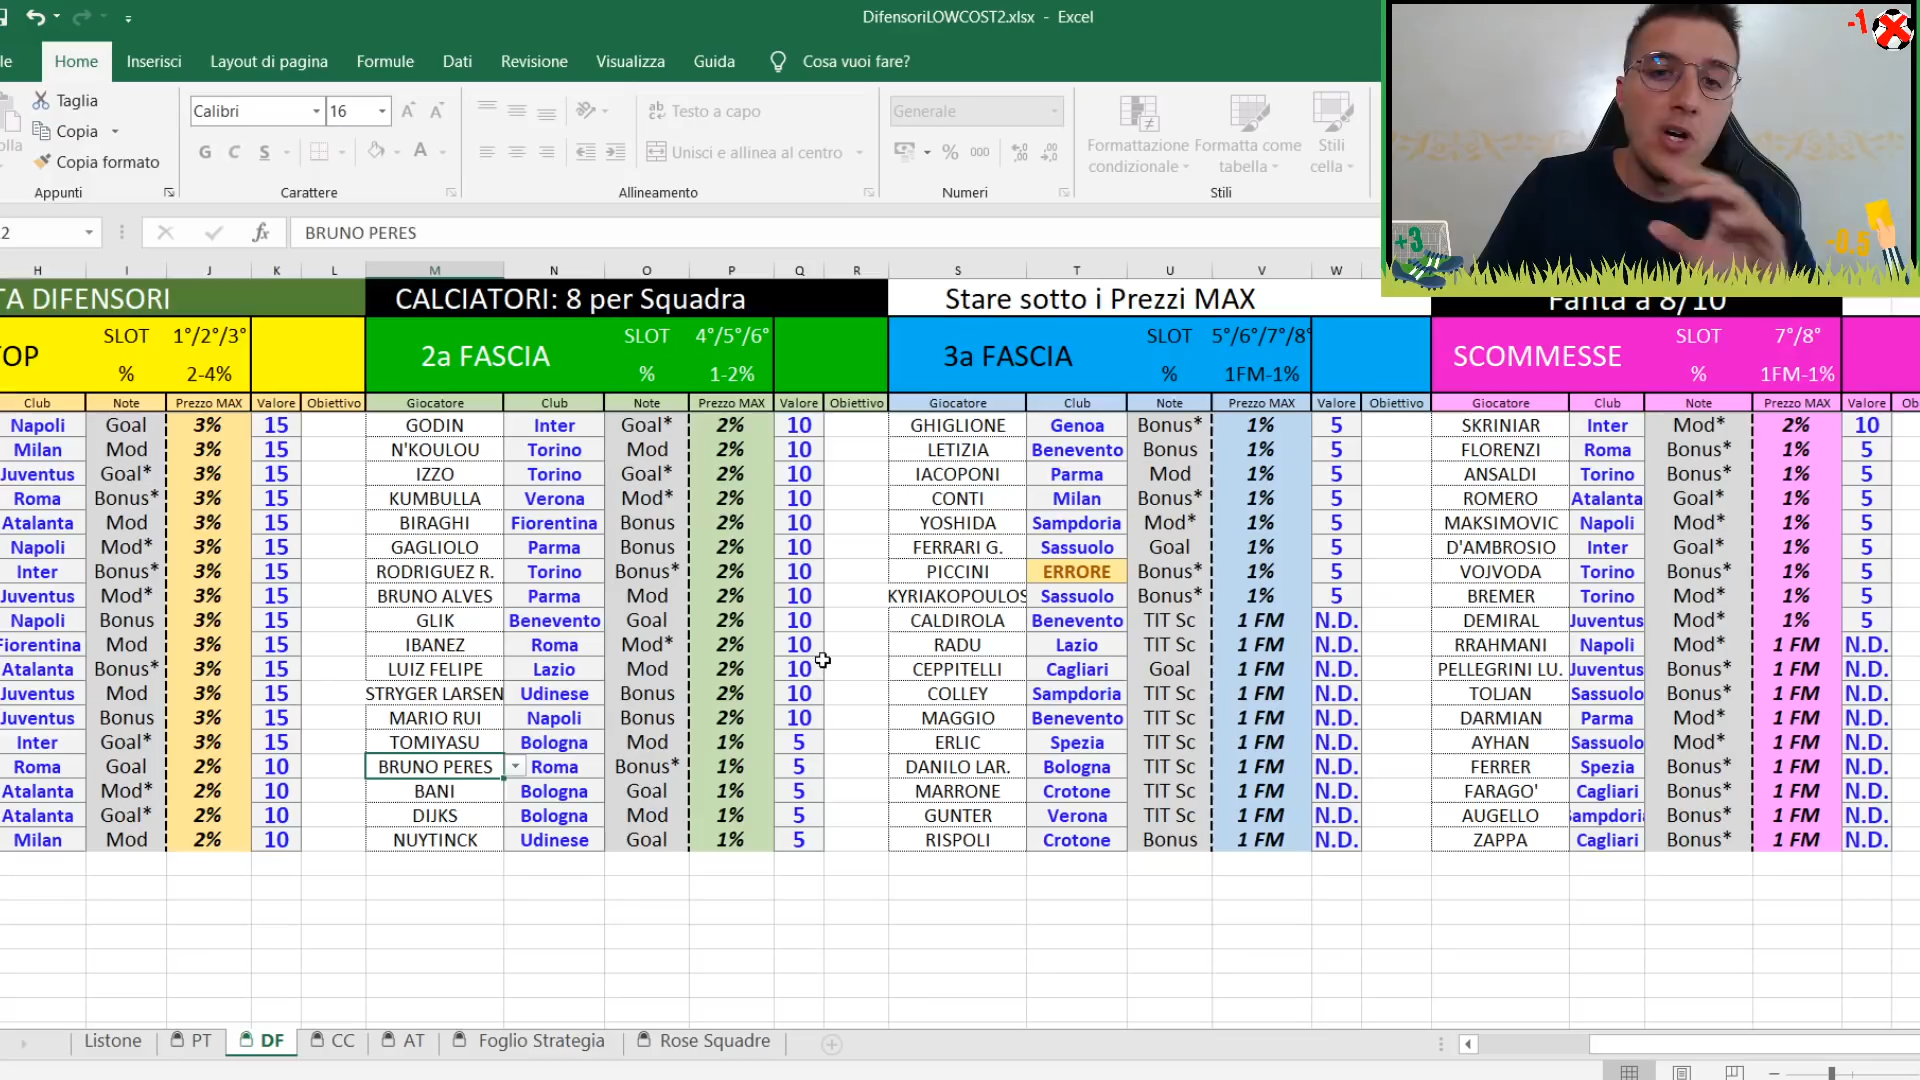 DifensoriLOWCOST2.xlsx - Excel
Home Inserisci Layout di pagina Formule Dati Revisione Visualizza Guida Cosa vuoi fare?
Taglia
Copia
Copia formato
Appunti
Calibri 16
G C S
Carattere
Testo a capo
Unisci e allinea al centro
Allineamento
Generale
% 000
Numeri
Formattazione condizionale
Formatta come tabella
Stili cella
Stili
-1
+3
-0.5
BRUNO PERES
H I J K L M N O P Q R S T U V W
TA DIFENSORI CALCIATORI: 8 per Squadra Stare sotto i Prezzi MAX Fanta a 8/10
TOP SLOT 1°/2°/3° 2a FASCIA SLOT 4°/5°/6° 3a FASCIA SLOT 5°/6°/7°/8° SCOMMESSE SLOT 7°/8°
% 2-4% % 1-2% % 1FM-1% % 1FM-1%
Club Note Prezzo MAX Valore Obiettivo Giocatore Club Note Prezzo MAX Valore Obiettivo Giocatore Club Note Prezzo MAX Valore Obiettivo Giocatore Club Note Prezzo MAX Valore
Napoli Goal 3% 15 GODIN Inter Goal* 2% 10 GHIGLIONE Genoa Bonus* 1% 5 SKRINIAR Inter Mod* 2% 10
Milan Mod 3% 15 N'KOULOU Torino Mod 2% 10 LETIZIA Benevento Bonus 1% 5 FLORENZI Roma Bonus* 1% 5
Juventus Goal* 3% 15 IZZO Torino Goal* 2% 10 IACOPONI Parma Mod 1% 5 ANSALDI Torino Bonus* 1% 5
Roma Bonus* 3% 15 KUMBULLA Verona Mod* 2% 10 CONTI Milan Bonus* 1% 5 ROMERO Atalanta Goal* 1% 5
Atalanta Mod 3% 15 BIRAGHI Fiorentina Bonus 2% 10 YOSHIDA Sampdoria Mod* 1% 5 MAKSIMOVIC Napoli Mod* 1% 5
Napoli Mod* 3% 15 GAGLIOLO Parma Bonus 2% 10 FERRARI G. Sassuolo Goal 1% 5 D'AMBROSIO Inter Goal* 1% 5
Inter Bonus* 3% 15 RODRIGUEZ R. Torino Bonus* 2% 10 PICCINI ERRORE Bonus* 1% 5 VOJVODA Torino Bonus* 1% 5
Juventus Mod* 3% 15 BRUNO ALVES Parma Mod 2% 10 KYRIAKOPOULOS Sassuolo Bonus* 1% 5 BREMER Torino Mod* 1% 5
Napoli Bonus 3% 15 GLIK Benevento Goal 2% 10 CALDIROLA Benevento TIT Sc 1 FM N.D. DEMIRAL Juventus Mod* 1% 5
Fiorentina Mod 3% 15 IBANEZ Roma Mod* 2% 10 RADU Lazio TIT Sc 1 FM N.D. RRAHMANI Napoli Mod* 1 FM N.D.
Atalanta Bonus* 3% 15 LUIZ FELIPE Lazio Mod 2% 10 CEPPITELLI Cagliari Goal 1 FM N.D. PELLEGRINI LU. Juventus Bonus* 1 FM N.D.
Juventus Mod 3% 15 STRYGER LARSEN Udinese Bonus 2% 10 COLLEY Sampdoria TIT Sc 1 FM N.D. TOLJAN Sassuolo Bonus* 1 FM N.D.
Juventus Bonus 3% 15 MARIO RUI Napoli Bonus 2% 10 MAGGIO Benevento TIT Sc 1 FM N.D. DARMIAN Parma Mod* 1 FM N.D.
Inter Goal* 3% 15 TOMIYASU Bologna Mod 1% 5 ERLIC Spezia TIT Sc 1 FM N.D. AYHAN Sassuolo Mod* 1 FM N.D.
Roma Goal 2% 10 BRUNO PERES Roma Bonus* 1% 5 DANILO LAR. Bologna TIT Sc 1 FM N.D. FERRER Spezia Bonus* 1 FM N.D.
Atalanta Mod* 2% 10 BANI Bologna Goal 1% 5 MARRONE Crotone TIT Sc 1 FM N.D. FARAGO' Cagliari Bonus* 1 FM N.D.
Atalanta Goal* 2% 10 DIJKS Bologna Mod 1% 5 GUNTER Verona TIT Sc 1 FM N.D. AUGELLO Sampdoria Bonus* 1 FM N.D.
Milan Mod 2% 10 NUYTINCK Udinese Goal 1% 5 RISPOLI Crotone Bonus 1 FM N.D. ZAPPA Cagliari Bonus* 1 FM N.D.
Listone PT DF CC AT Foglio Strategia Rose Squadre